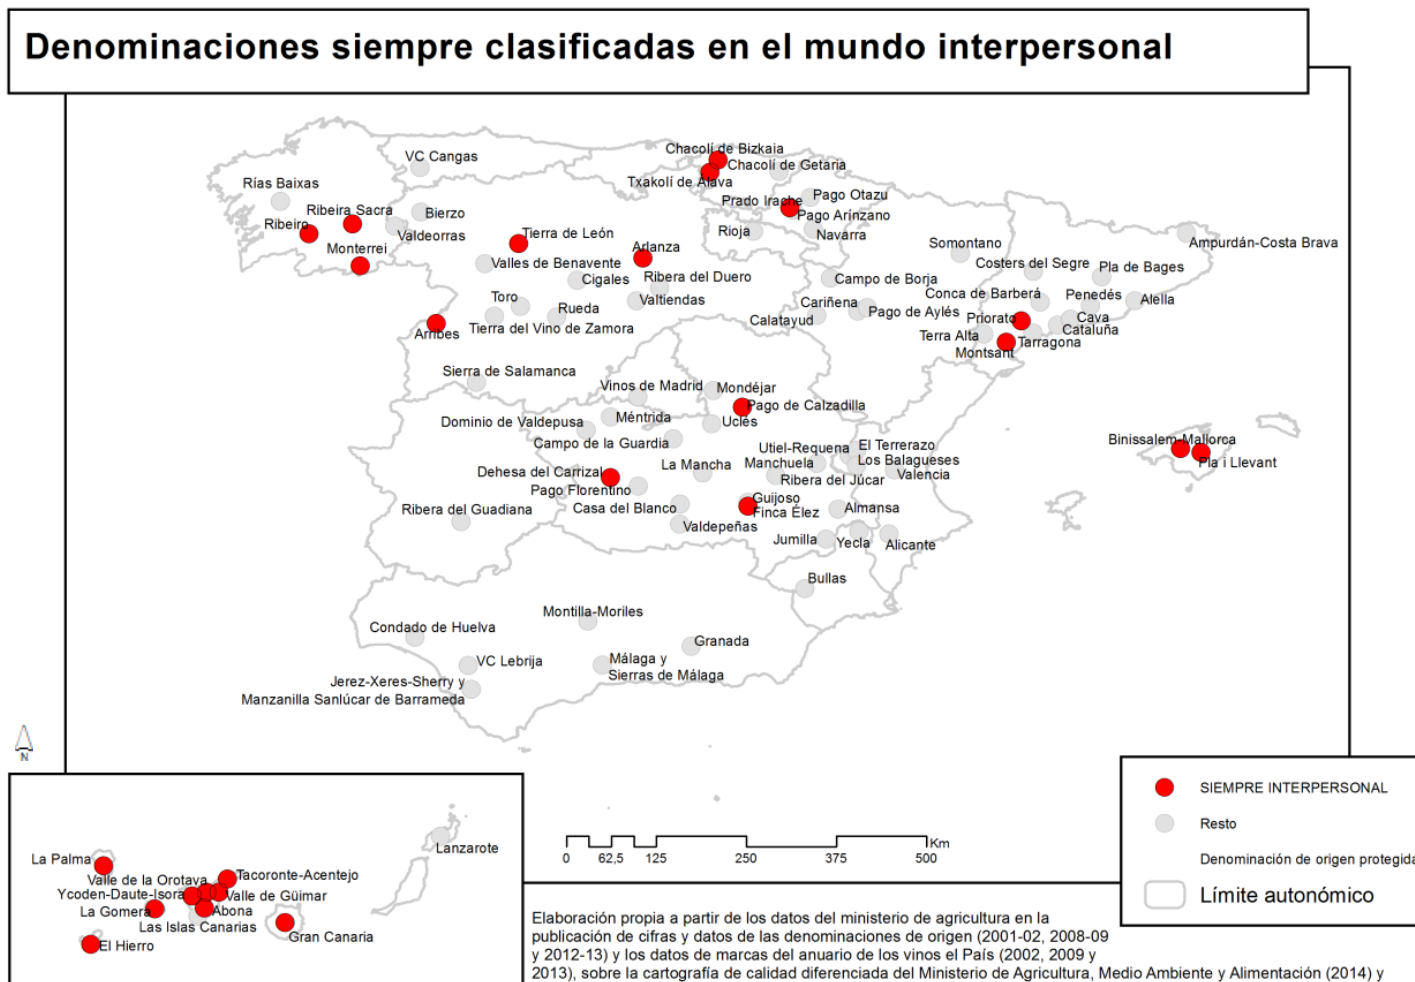 Denominaciones siempre clasificadas en el mundo interpersonal
Chacolí de Bizkaia
VC Cangas
Chacolí de Getaria
Rías Baixas
Txakolí de Álava
Ribeira Sacra
Bierzo
Prado Irache
Pago Otazu
Ribeiro
Valdeorras
Tierra de León
Pago Arínzano
Monterrei
Arlanza
Rioja
Navarra
Somontano
Ampurdán-Costa Brava
Valles de Benavente
Costers del Segre
Pla de Bages
Cigales
Ribera del Duero
Campo de Borja
Toro
Rueda
Valtiendas
Cariñena
Pago de Aylés
Conca de Barberá
Penedés
Alella
Arribes
Tierra del Vino de Zamora
Calatayud
Priorato
Cava
Cataluña
Terra Alta
Tarragona
Montsant
Sierra de Salamanca
Vinos de Madrid
Mondéjar
Pago de Calzadilla
Dominio de Valdepusa
Méntrida
Uclés
Campo de la Guardia
Utiel-Requena
El Terrerazo
Binissalem-Mallorca
Dehesa del Carrizal
La Mancha
Manchuela
Los Balagueses
Pla i Llevant
Pago Florentino
Ribera del Júcar
Valencia
Ribera del Guadiana
Casa del Blanco
Guijoso
Finca Élez
Almansa
Valdepeñas
Jumilla
Yecla
Alicante
Bullas
Montilla-Moriles
Condado de Huelva
Granada
VC Lebrija
Málaga y
Sierras de Málaga
Jerez-Xeres-Sherry y
Manzanilla Sanlúcar de Barrameda
N
La Palma
Lanzarote
Valle de la Orotava
Tacoronte-Acentejo
Ycoden-Daute-Isora
Valle de Güimar
La Gomera
Abona
Las Islas Canarias
El Hierro
Gran Canaria
Km
0 62,5 125 250 375 500
SIEMPRE INTERPERSONAL
Resto
Denominación de origen protegida
Límite autonómico
Elaboración propia a partir de los datos del ministerio de agricultura en la
publicación de cifras y datos de las denominaciones de origen (2001-02, 2008-09
y 2012-13) y los datos de marcas del anuario de los vinos el País (2002, 2009 y
2013), sobre la cartografía de calidad diferenciada del Ministerio de Agricultura, Medio Ambiente y Alimentación (2014) y